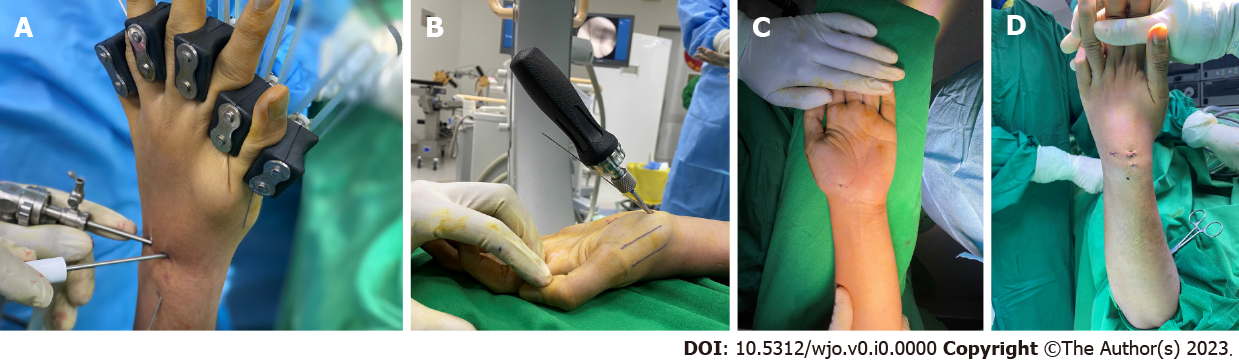 A
B
C
D
DOI: 10.5312/wjo.v0.i0.0000 Copyright ©The Author(s) 2023.